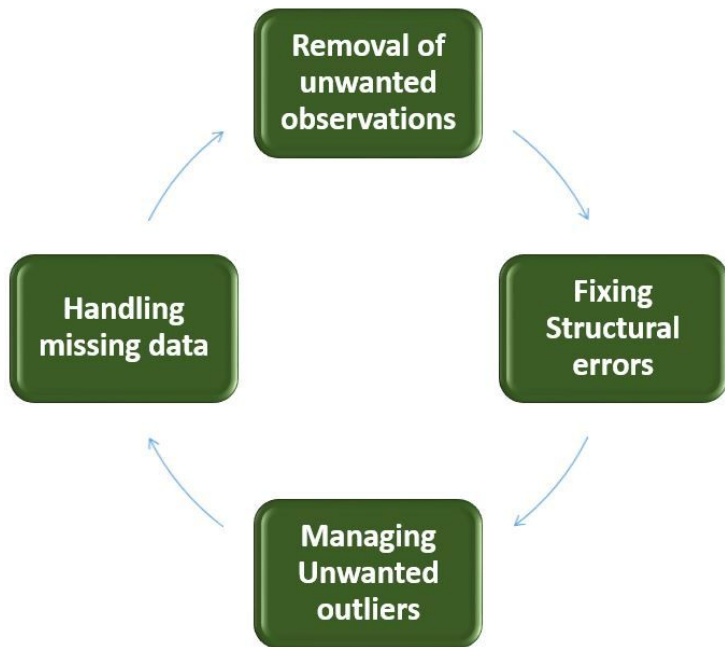 Removal of
unwanted
observations
Fixing
Structural
errors
Managing
Unwanted
outliers
Handling
missing data